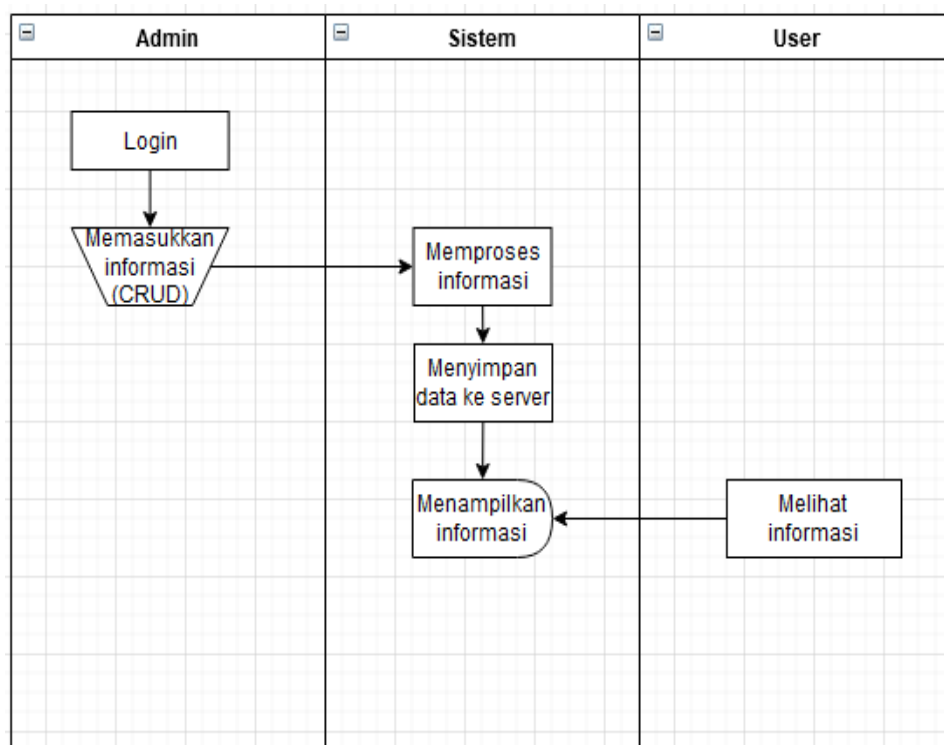 Admin
Sistem
User
Login
Memasukkan
informasi
(CRUD)
Memproses
informasi
Menyimpan
data ke server
Menampilkan
informasi
Melihat
informasi